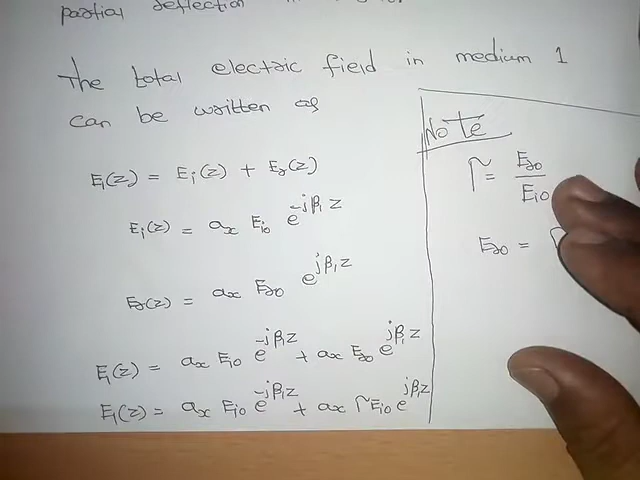 partial deflection
The total electric field in medium 1
can be written as
E₁(z) = Eᵢ(z) + Eᵣ(z)
Eᵢ(z) = aₓ Eᵢ₀ e^(-jβ₁z)
Eᵣ(z) = aₓ Eᵣ₀ e^(jβ₁z)
E₁(z) = aₓ Eᵢ₀ e^(-jβ₁z) + aₓ Eᵣ₀ e^(jβ₁z)
E₁(z) = aₓ Eᵢ₀ e^(-jβ₁z) + aₓ Γ Eᵢ₀ e^(jβ₁z)
Note
Γ = Eᵣ₀ / Eᵢ₀
Eᵣ₀ =